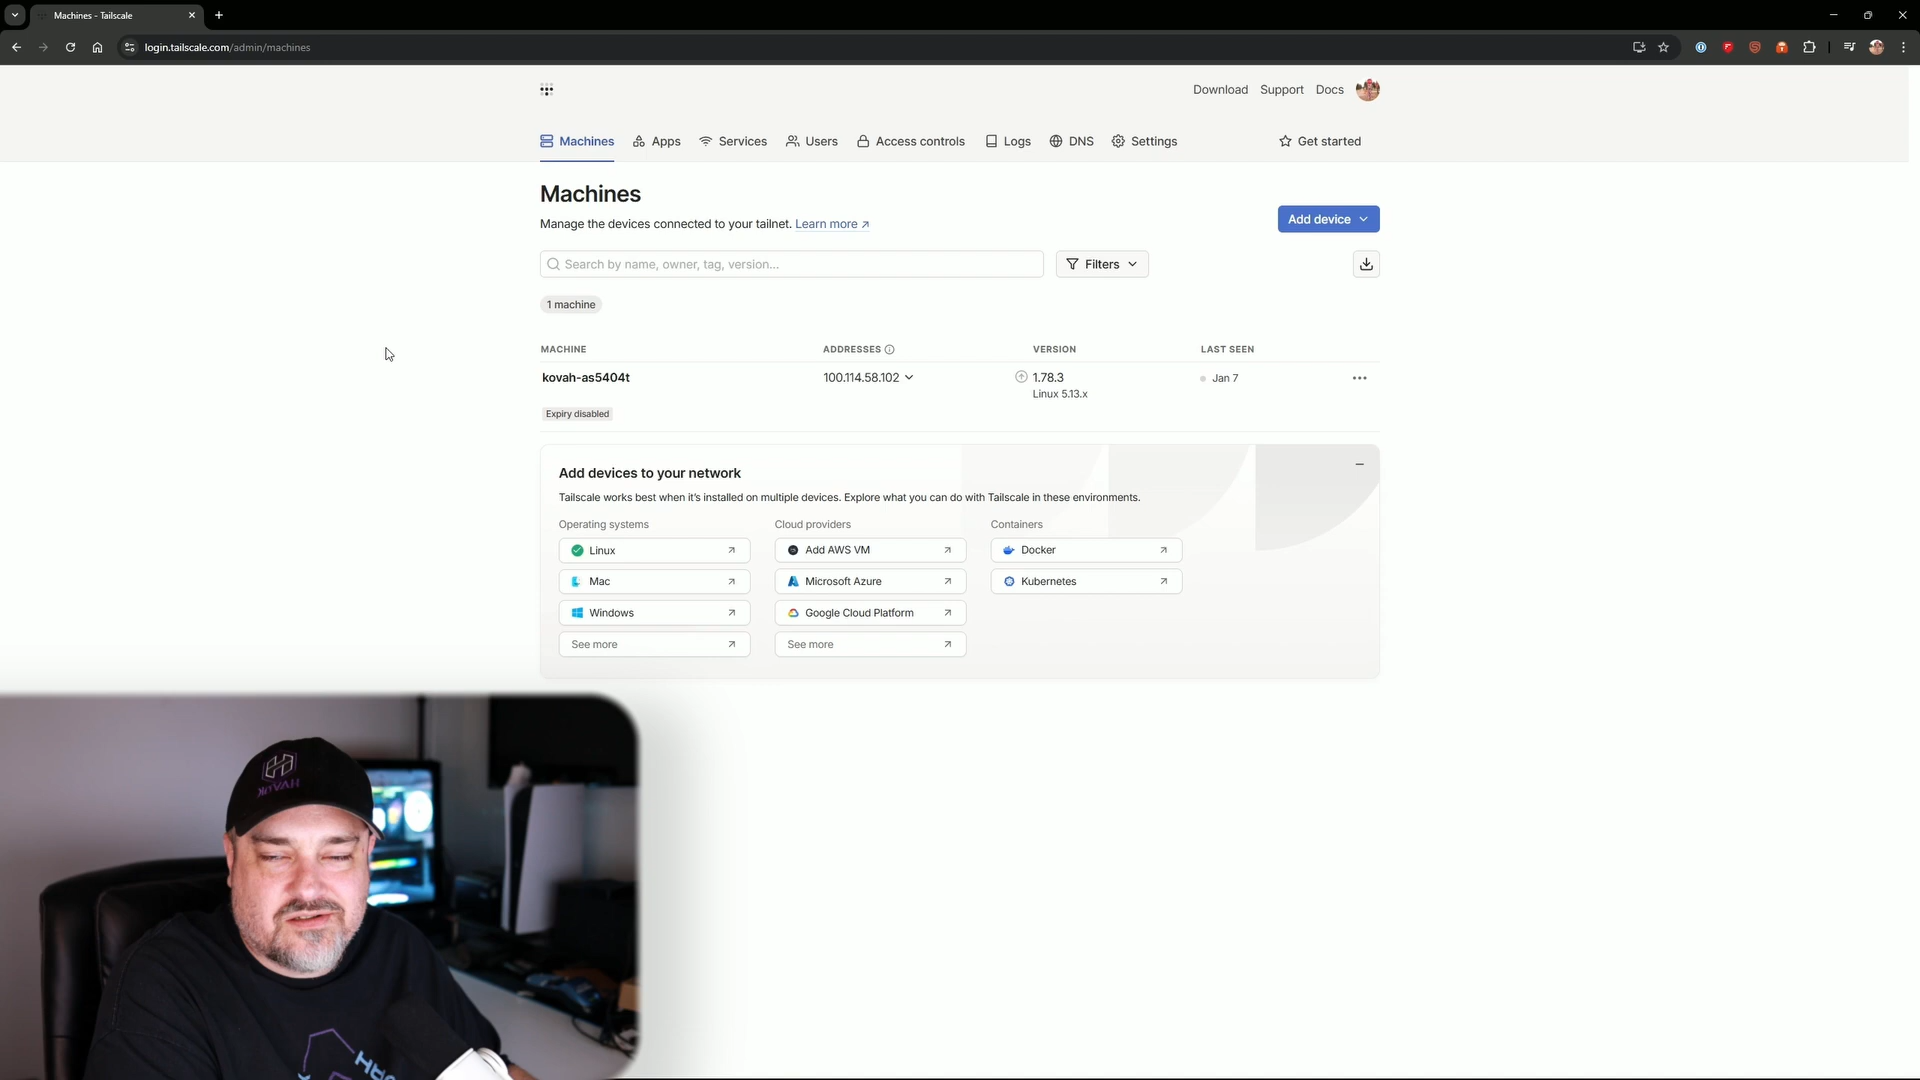 Machines - Tailscale
login.tailscale.com/admin/machines
Download Support Docs
Machines Apps Services Users Access controls Logs DNS Settings Get started
Machines
Manage the devices connected to your tailnet. Learn more
Add device
Search by name, owner, tag, version...
Filters
1 machine
MACHINE ADDRESSES VERSION LAST SEEN
kovah-as5404t 100.114.58.102 1.78.3 Jan 7
Linux 5.13.x
Expiry disabled
Add devices to your network
Tailscale works best when it's installed on multiple devices. Explore what you can do with Tailscale in these environments.
Operating systems Cloud providers Containers
Linux Add AWS VM Docker
Mac Microsoft Azure Kubernetes
Windows Google Cloud Platform
See more See more